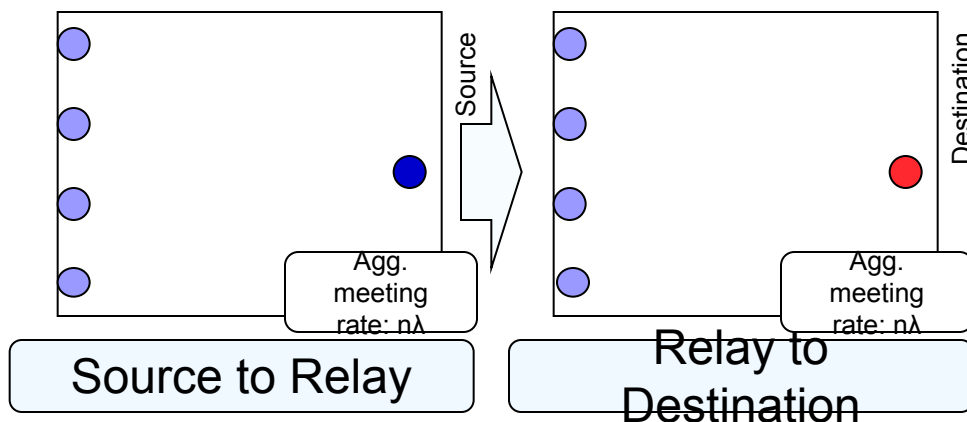 Source
Destination
Agg.
meeting
rate: nλ
Agg.
meeting
rate: nλ
Source to Relay
Relay to
Destination